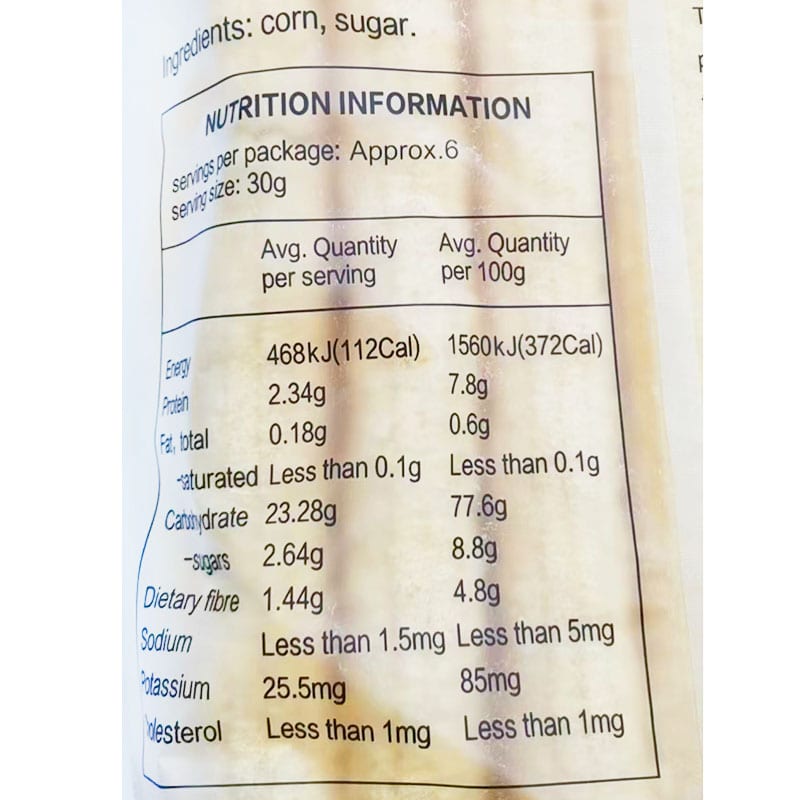 Ingredients: corn, sugar.
NUTRITION INFORMATION
servings per package: Approx.6
serving size: 30g
Avg. Quantity per serving Avg. Quantity per 100g
Energy 468kJ(112Cal) 1560kJ(372Cal)
Protein 2.34g 7.8g
Fat, total 0.18g 0.6g
-saturated Less than 0.1g Less than 0.1g
Carbohydrate 23.28g 77.6g
-sugars 2.64g 8.8g
Dietary fibre 1.44g 4.8g
Sodium Less than 1.5mg Less than 5mg
Potassium 25.5mg 85mg
Cholesterol Less than 1mg Less than 1mg